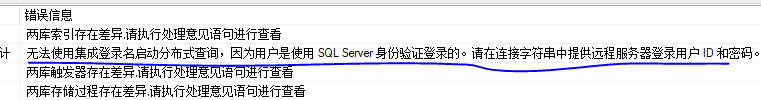 错误信息
两库索引存在差异.请执行处理意见语句进行查看
计 无法使用集成登录名启动分布式查询，因为用户是使用 SQL Server 身份验证登录的。请在连接字符串中提供远程服务器登录用户 ID 和密码。
两库触发器存在差异.请执行处理意见语句进行查看
两库存储过程存在差异.请执行处理意见语句进行查看